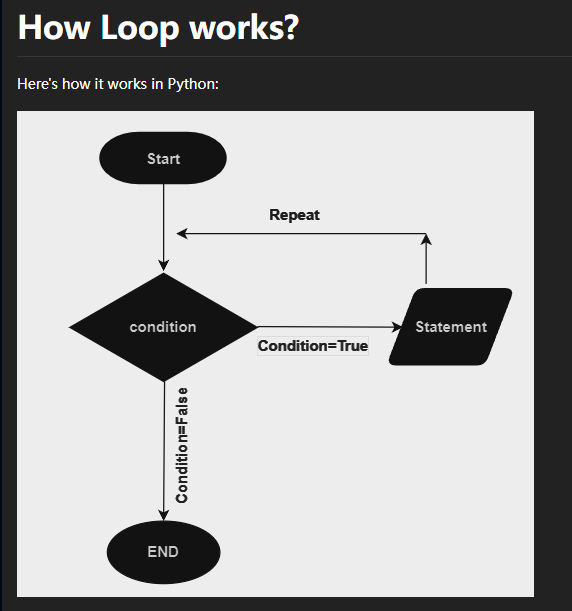 How Loop works?
Here's how it works in Python:
Start
Repeat
condition
Statement
Condition=True
Condition=False
END